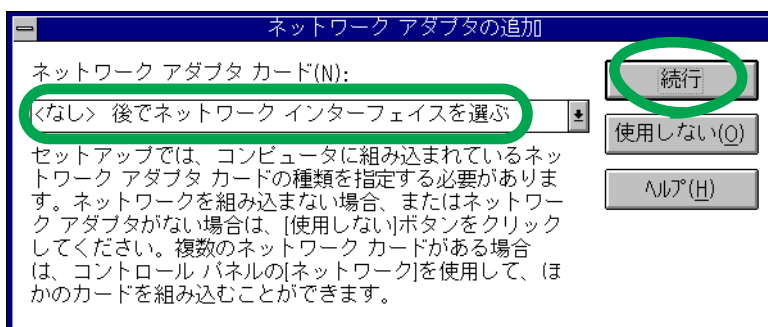 ネットワーク アダプタの追加
ネットワーク アダプタ カード(N):
<なし> 後でネットワーク インターフェイスを選ぶ
続行
使用しない(O)
ヘルプ(H)
セットアップでは、コンピュータに組み込まれているネッ
トワーク アダプタ カードの種類を指定する必要がありま
す。ネットワークを組み込まない場合、またはネットワー
ク アダプタがない場合は、[使用しない]ボタンをクリック
してください。複数のネットワーク カードがある場合
は、コントロール パネルの[ネットワーク]を使用して、ほ
かのカードを組み込むことができます。